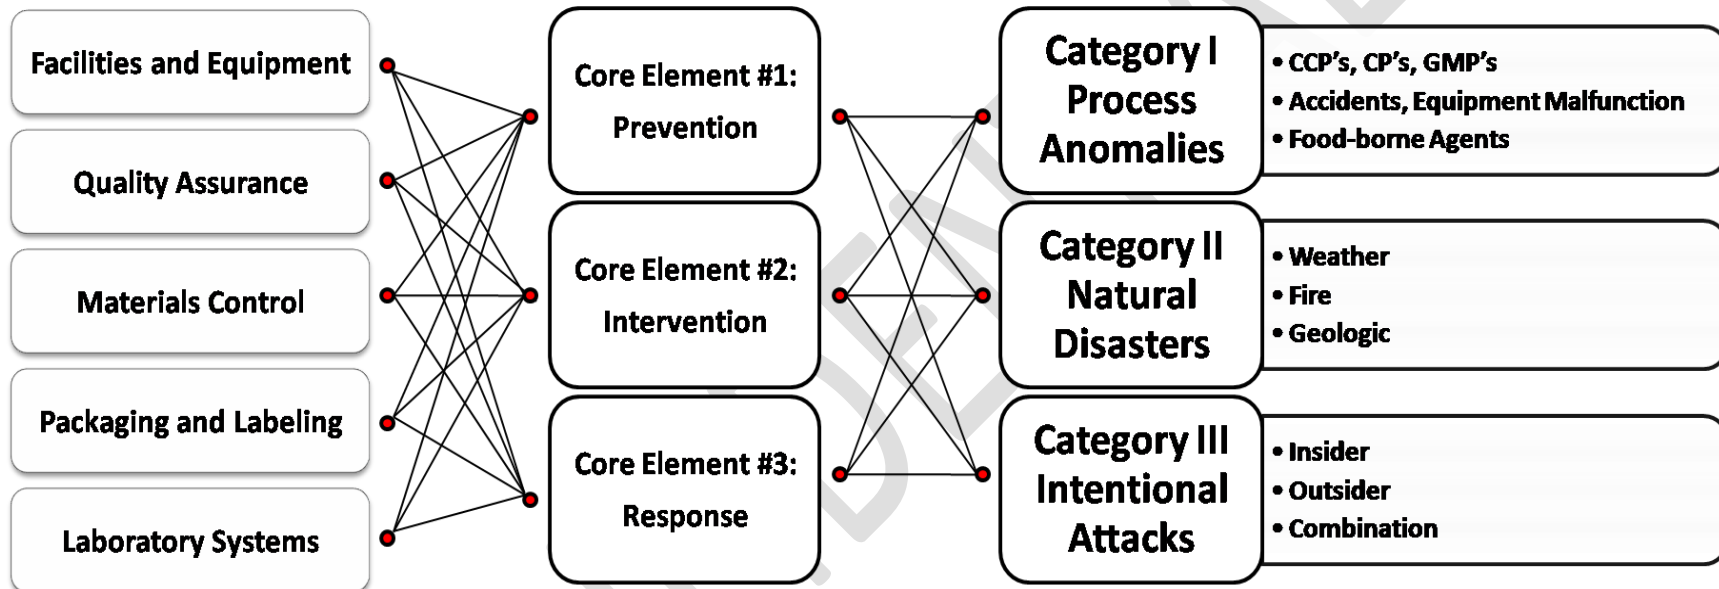 Facilities and Equipment
Quality Assurance
Materials Control
Packaging and Labeling
Laboratory Systems
Core Element #1:
Prevention
Core Element #2:
Intervention
Core Element #3:
Response
Category I
Process
Anomalies
• CCP's, CP's, GMP's
• Accidents, Equipment Malfunction
• Food-borne Agents
Category II
Natural
Disasters
• Weather
• Fire
• Geologic
Category III
Intentional
Attacks
• Insider
• Outsider
• Combination